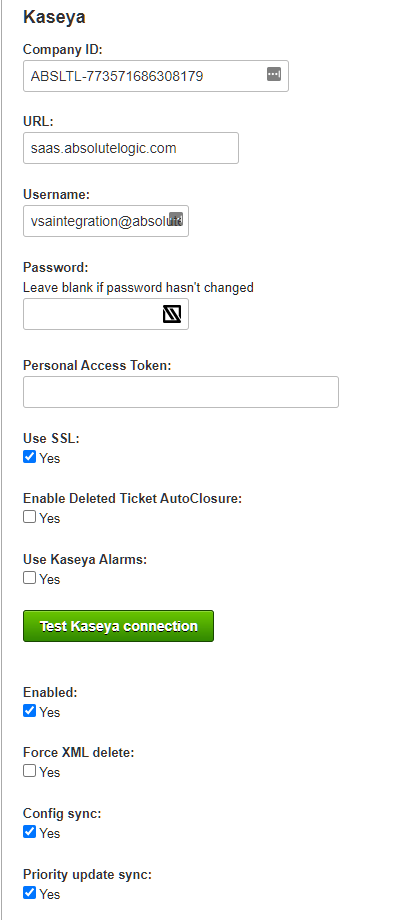 Kaseya
Company ID:
ABSLTL-773571686308179
URL:
saas.absolutelogic.com
Username:
vsaintegration@absolut
Password:
Leave blank if password hasn't changed
Personal Access Token:
Use SSL:
Yes
Enable Deleted Ticket AutoClosure:
Yes
Use Kaseya Alarms:
Yes
Test Kaseya connection
Enabled:
Yes
Force XML delete:
Yes
Config sync:
Yes
Priority update sync:
Yes